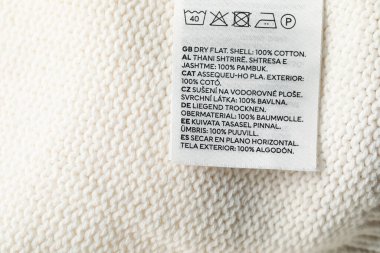 40 P
GB DRY FLAT. SHELL: 100% COTTON.
AL THANI SHTRIRË. SHTRESA E
JASHTME: 100% PAMBUK.
CAT ASSEQUEU-HO PLA. EXTERIOR:
100% COTÓ.
CZ SUŠENÍ NA VODOROVNÉ PLOŠE.
SVRCHNÍ LÁTKA: 100% BAVLNA.
DE LIEGEND TROCKNEN.
OBERMATERIAL: 100% BAUMWOLLE.
EE KUIVATA TASASEL PINNAL.
ÜMBRIS: 100% PUUVILL.
ES SECAR EN PLANO HORIZONTAL.
TELA EXTERIOR: 100% ALGODÓN.